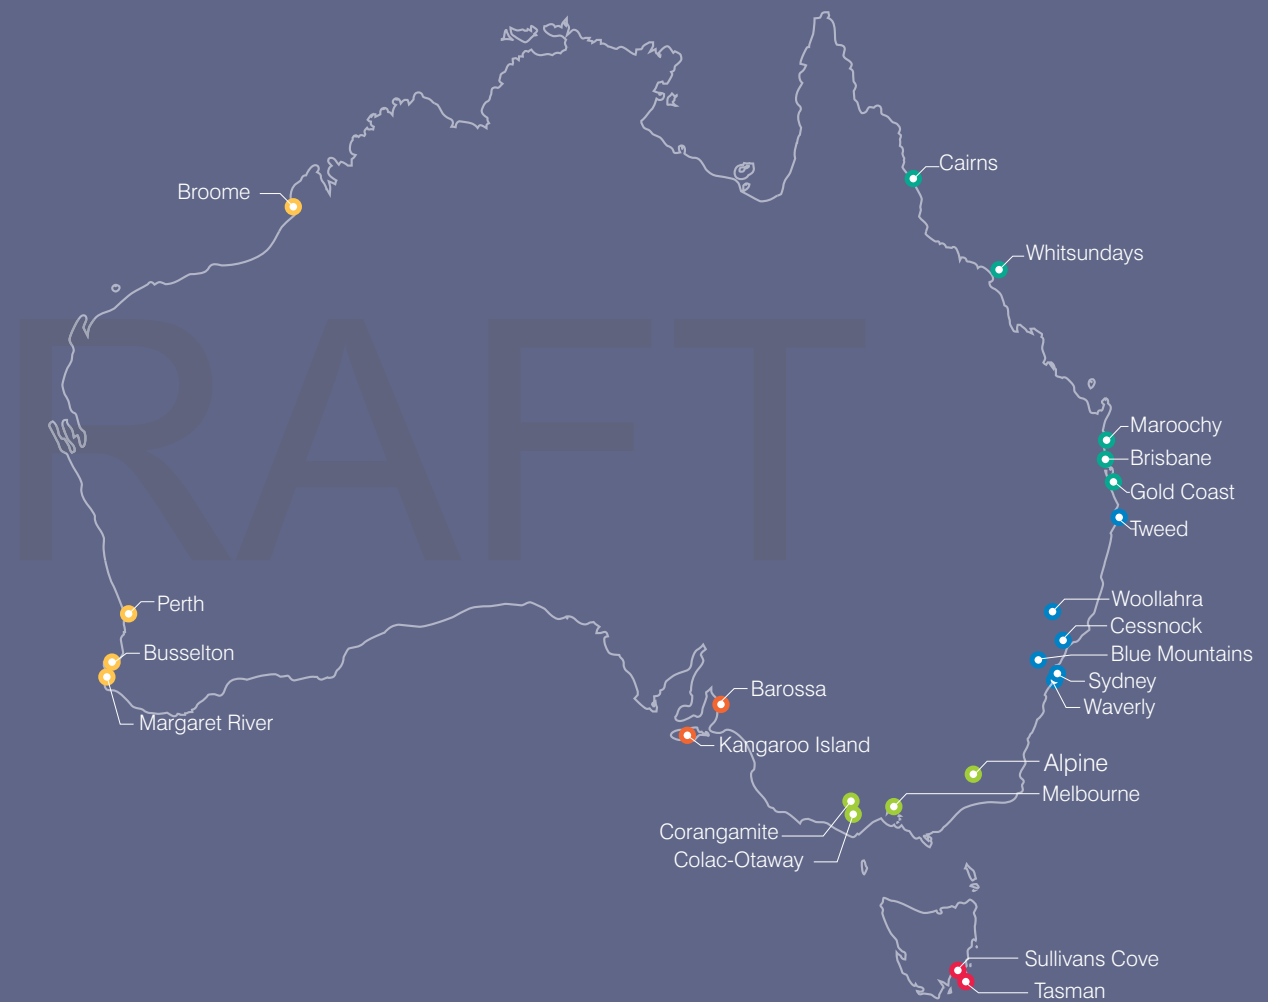 Cairns
Broome
Whitsundays
RAFT
Maroochy
Brisbane
Gold Coast
Tweed
Woollahra
Perth
Cessnock
Busselton
Blue Mountains
Sydney
Barossa
Waverly
Margaret River
Kangaroo Island
Alpine
Melbourne
Corangamite
Colac-Otaway
Sullivans Cove
Tasman